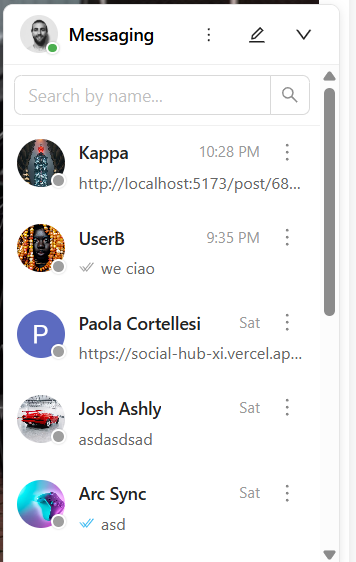 Messaging
Search by name...
Kappa 10:28 PM
http://localhost:5173/post/68...
UserB 9:35 PM
we ciao
P
Paola Cortellesi Sat
https://social-hub-xi.vercel.ap...
Josh Ashly Sat
asdasdsad
Arc Sync Sat
asd